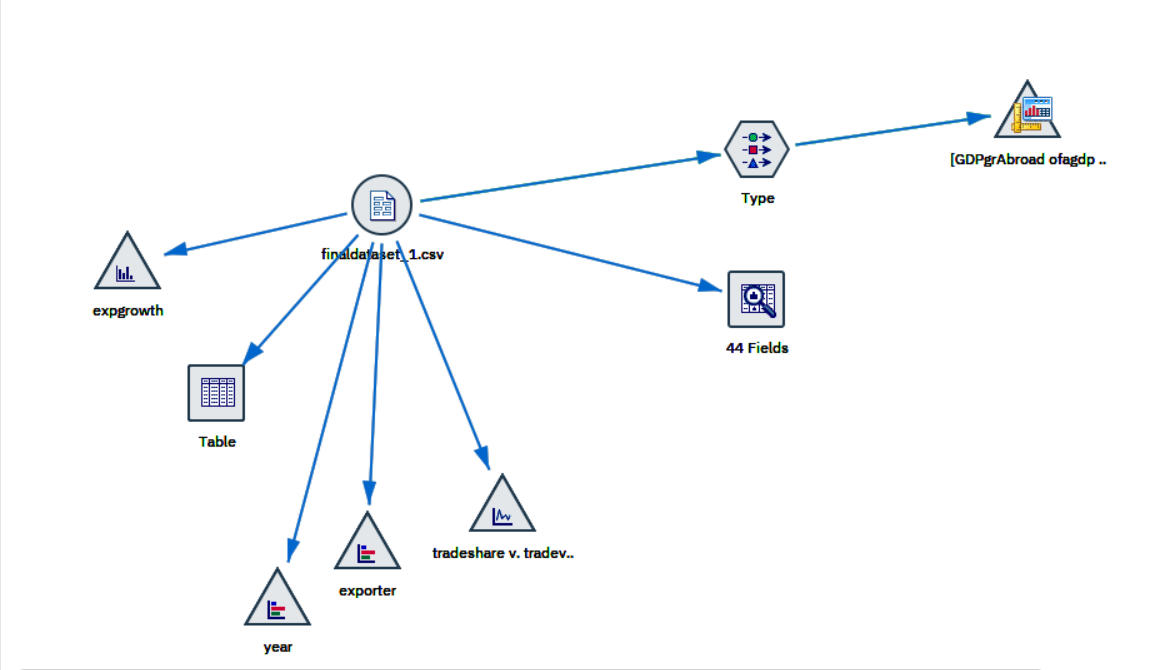 [GDPgrAbroad ofagdp ..
Type
finaldataset_1.csv
expgrowth
44 Fields
Table
tradeshare v. tradev..
exporter
year